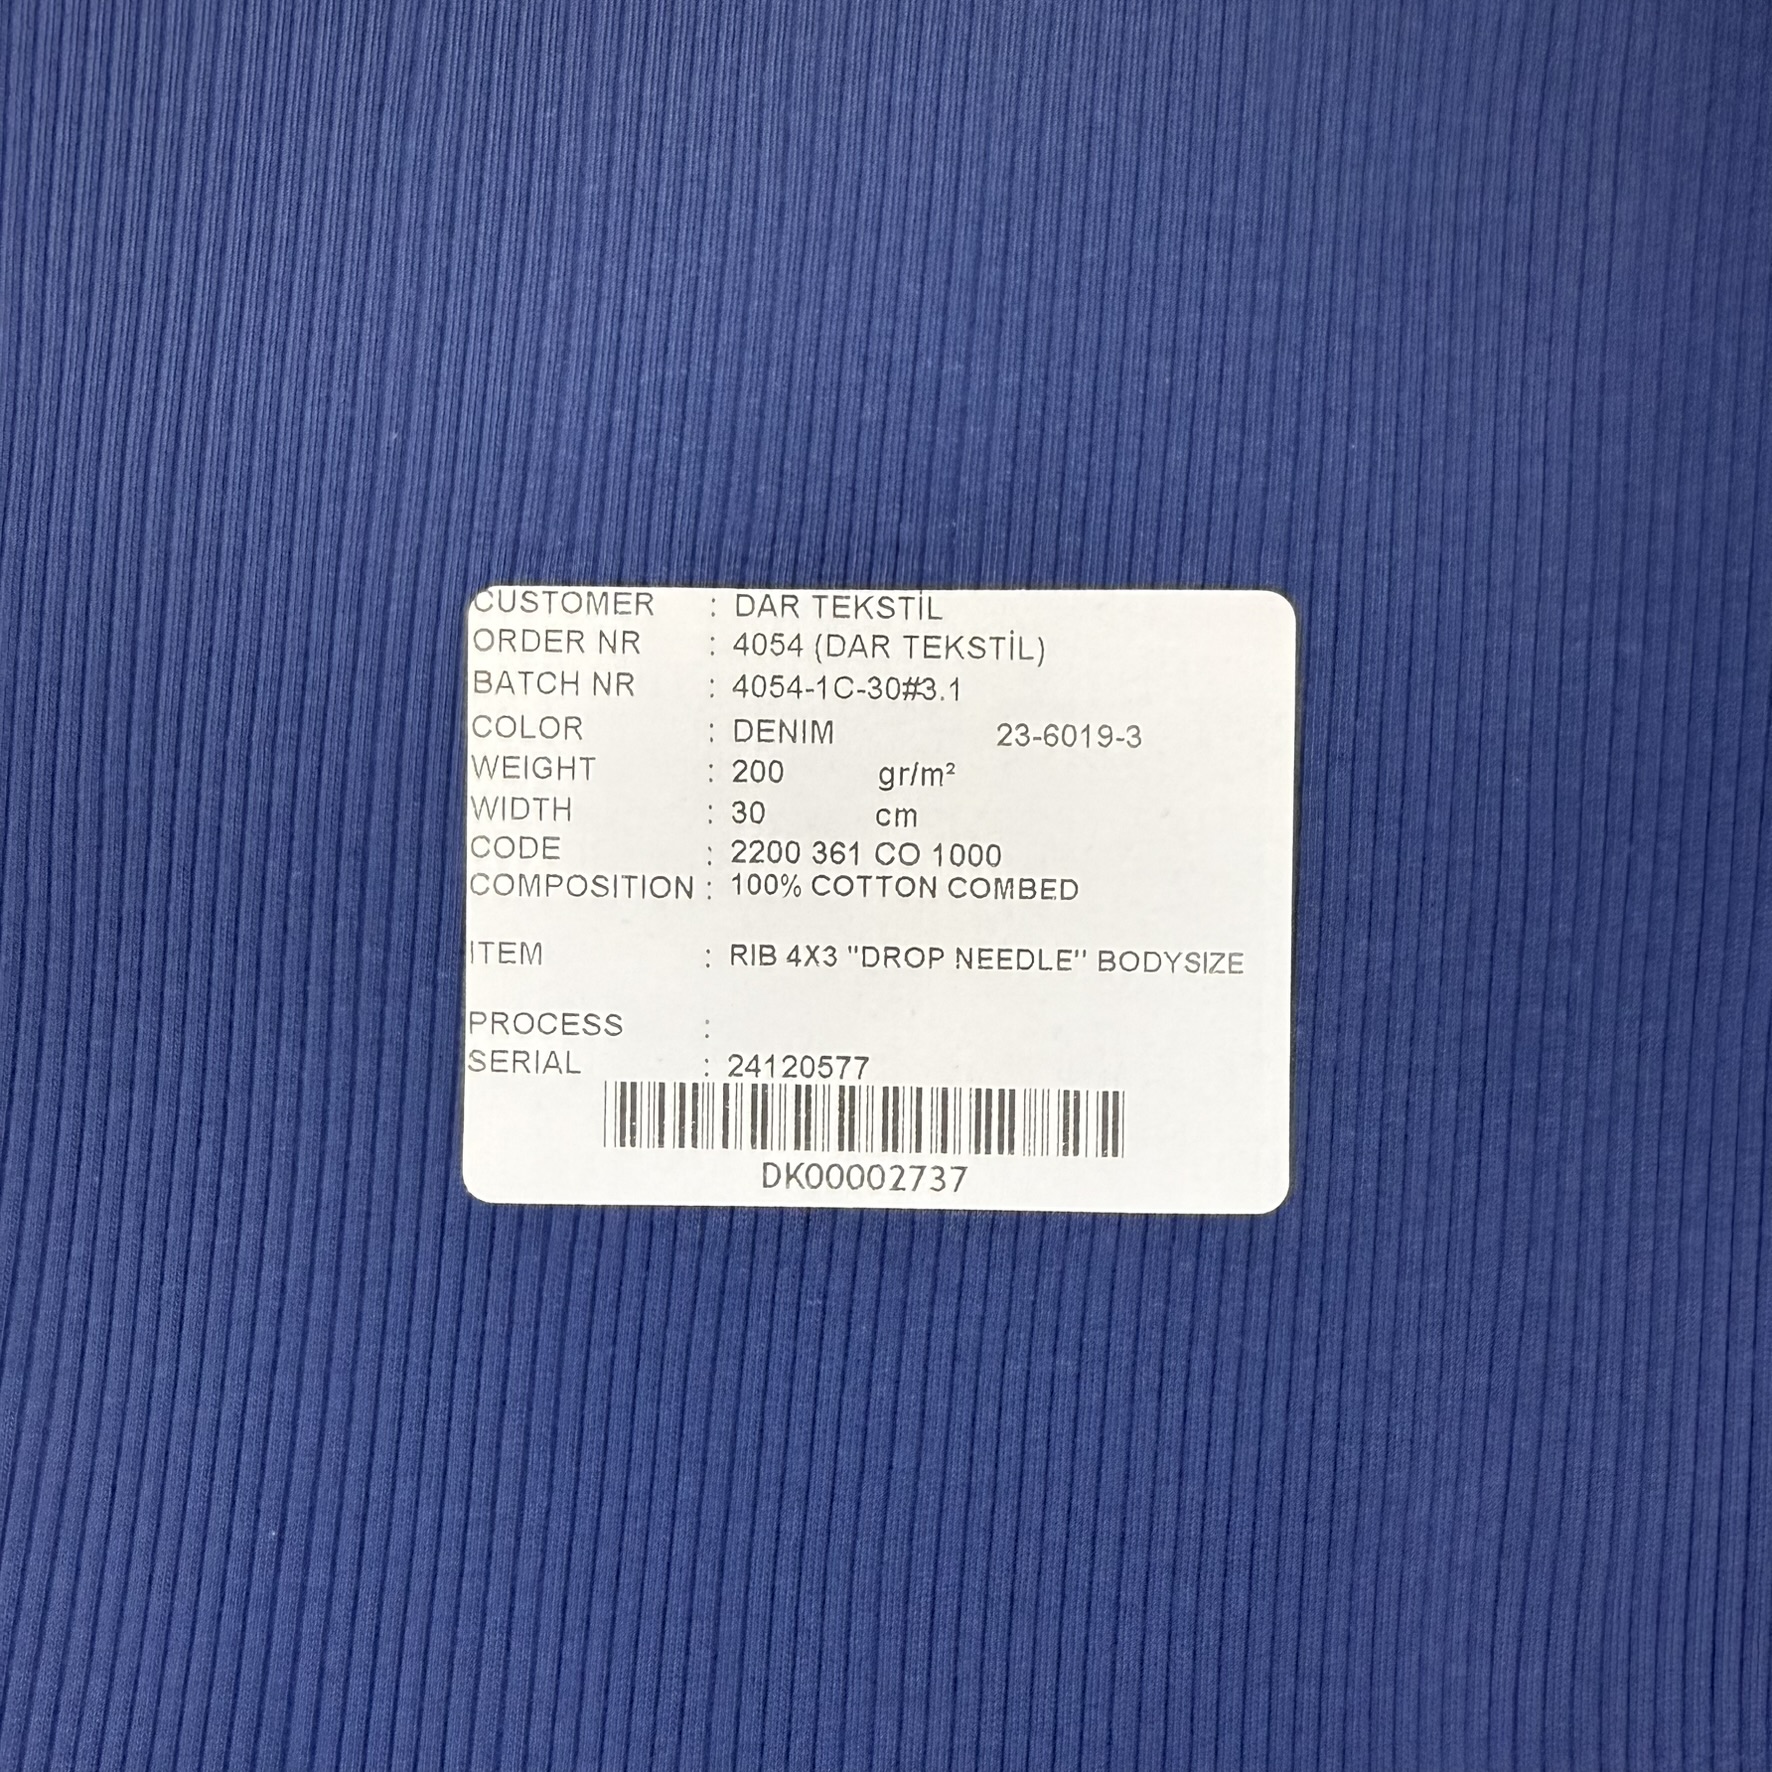 CUSTOMER : DAR TEKSTİL
ORDER NR : 4054 (DAR TEKSTİL)
BATCH NR : 4054-1C-30#3.1
COLOR : DENIM 23-6019-3
WEIGHT : 200 gr/m²
WIDTH : 30 cm
CODE : 2200 361 CO 1000
COMPOSITION : 100% COTTON COMBED
ITEM : RIB 4X3 "DROP NEEDLE" BODYSIZE
PROCESS :
SERIAL : 24120577
DK00002737